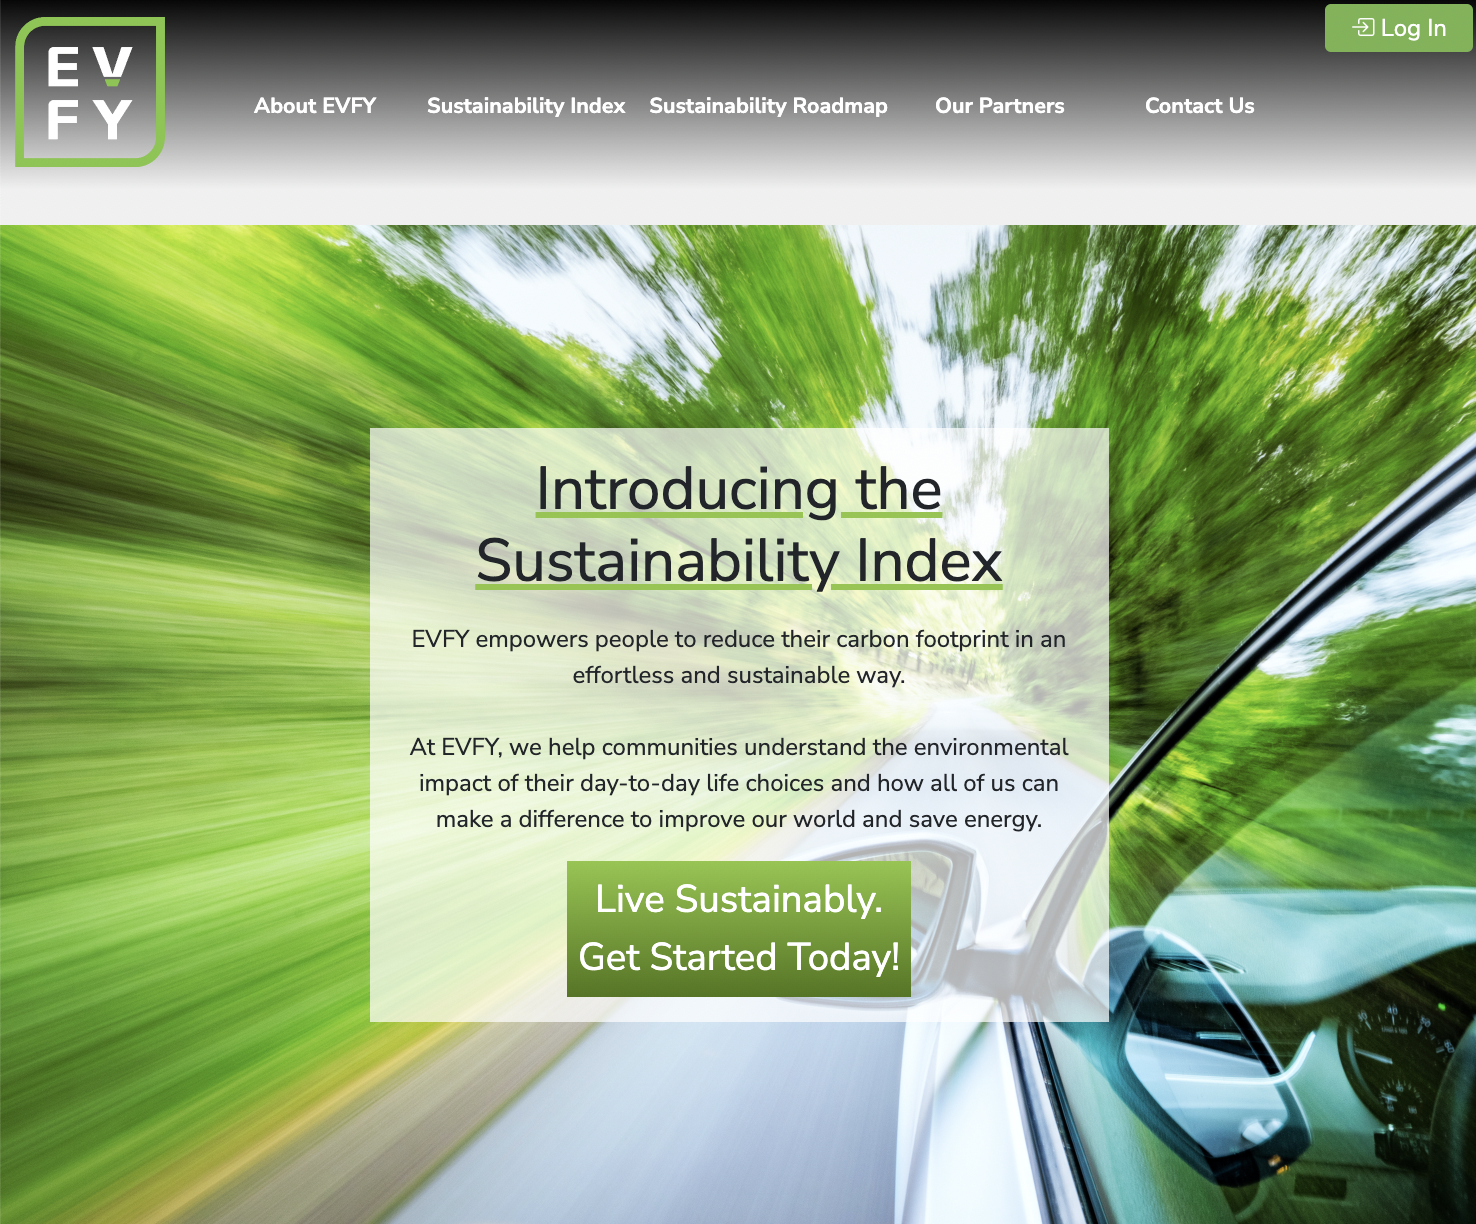 EV
FY
Log In
About EVFY
Sustainability Index
Sustainability Roadmap
Our Partners
Contact Us
Introducing the
Sustainability Index
EVFY empowers people to reduce their carbon footprint in an
effortless and sustainable way.
At EVFY, we help communities understand the environmental
impact of their day-to-day life choices and how all of us can
make a difference to improve our world and save energy.
Live Sustainably.
Get Started Today!